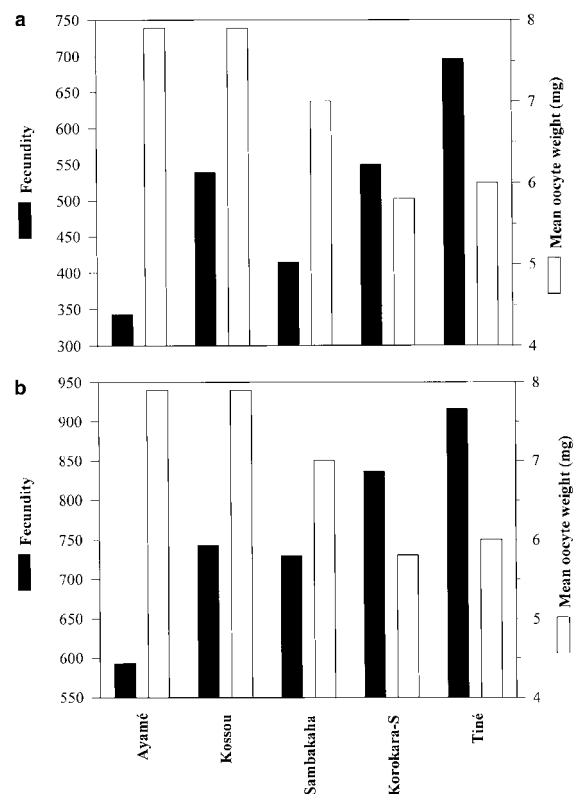 a
750
700
650
600
550
500
450
400
350
300
Fecundity
8
7
6
5
4
Mean oocyte weight (mg)
b
950
900
850
800
750
700
650
600
550
Fecundity
8
7
6
5
4
Mean oocyte weight (mg)
Ayamé
Kossou
Sambakaha
Korokara-S
Tiné